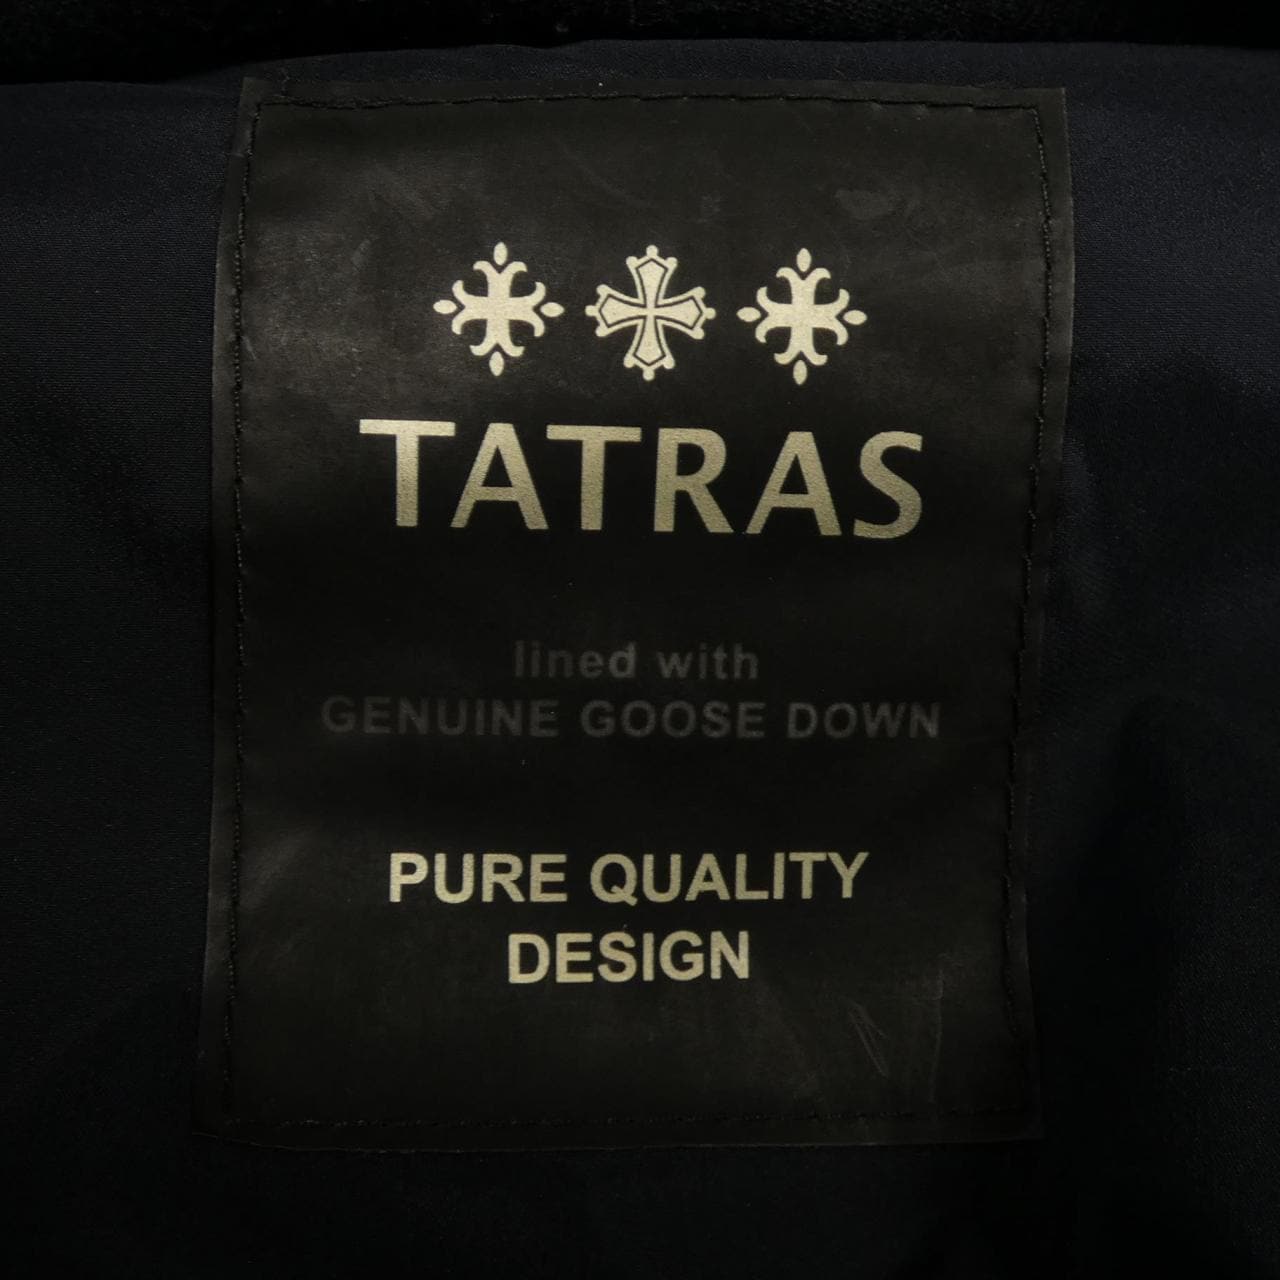 TATRAS
lined with
GENUINE GOOSE DOWN
PURE QUALITY
DESIGN